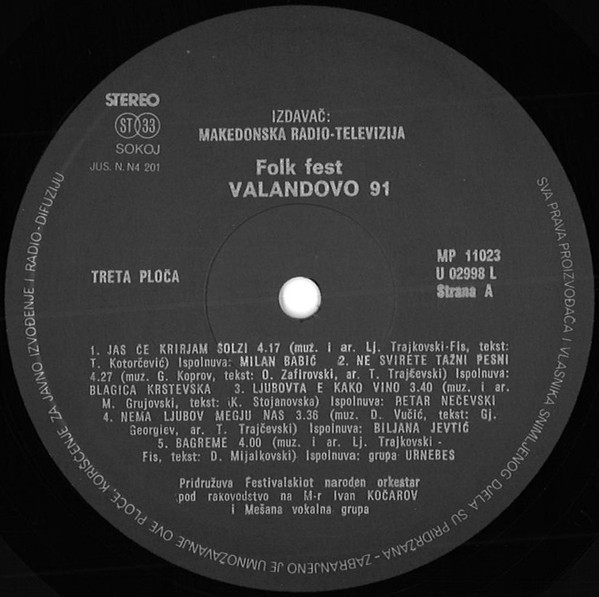 STEREO
ST 33
SOKOJ
JUS. N. N4 201
IZDAVAČ:
MAKEDONSKA RADIO-TELEVIZIJA
Folk fest
VALANDOVO 91
TRETA PLOČA
MP 11023
U 02998 L
Strana A
1. JAS ĆE KRIRJAM SOLZI 4.17 (muz. i ar. Lj. Trajkovski-Fis, tekst:
T. Kotorčević) Ispolnuva: MILAN BABIĆ 2. NE SVIRETE TAŽNI PESNI
4.27 (muz. G. Koprov, tekst: O. Zafirovski, ar. T. Trajčevski) Ispolnuva:
BLAGICA KRSTEVSKA 3. LJUBOVTA E KAKO VINO 3.40 (muz. i ar.
M. Grujovski, tekst: K. Stojanovska) Ispolnuva: RETAR NEČEVSKI
4. NEMA LJUBOV MEGJU NAS 3.36 (muz. D. Vučić, tekst: Gj.
Georgiev, ar. T. Trajčevski) Ispolnuva: BILJANA JEVTIĆ
5. BAGREME 4.00 (muz. i ar. Lj. Trajkovski -
Fis, tekst: D. Mijalkovski) Ispolnuva: grupa URNEBES
Pridružuva Festivalskiot naroden orkestar
pod rakovodstvo na M-r Ivan KOČAROV
i Mešana vokalna grupa
SVA PRAVA PROIZVOĐAČA I VLASNIKA SNIMLJENOG DJELA SU PRIDRŽANA - ZABRANJENO JE UMNOŽAVANJE OVE PLOČE, KORIŠĆENJE ZA JAVNO IZVOĐENJE I RADIO-DIFUZIJU